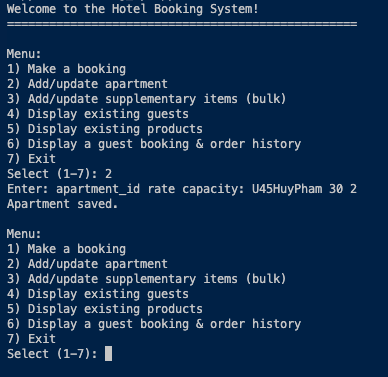 Welcome to the Hotel Booking System!
==================================================
Menu:
1) Make a booking
2) Add/update apartment
3) Add/update supplementary items (bulk)
4) Display existing guests
5) Display existing products
6) Display a guest booking & order history
7) Exit
Select (1-7): 2
Enter: apartment_id rate capacity: U45HuyPham 30 2
Apartment saved.
Menu:
1) Make a booking
2) Add/update apartment
3) Add/update supplementary items (bulk)
4) Display existing guests
5) Display existing products
6) Display a guest booking & order history
7) Exit
Select (1-7):